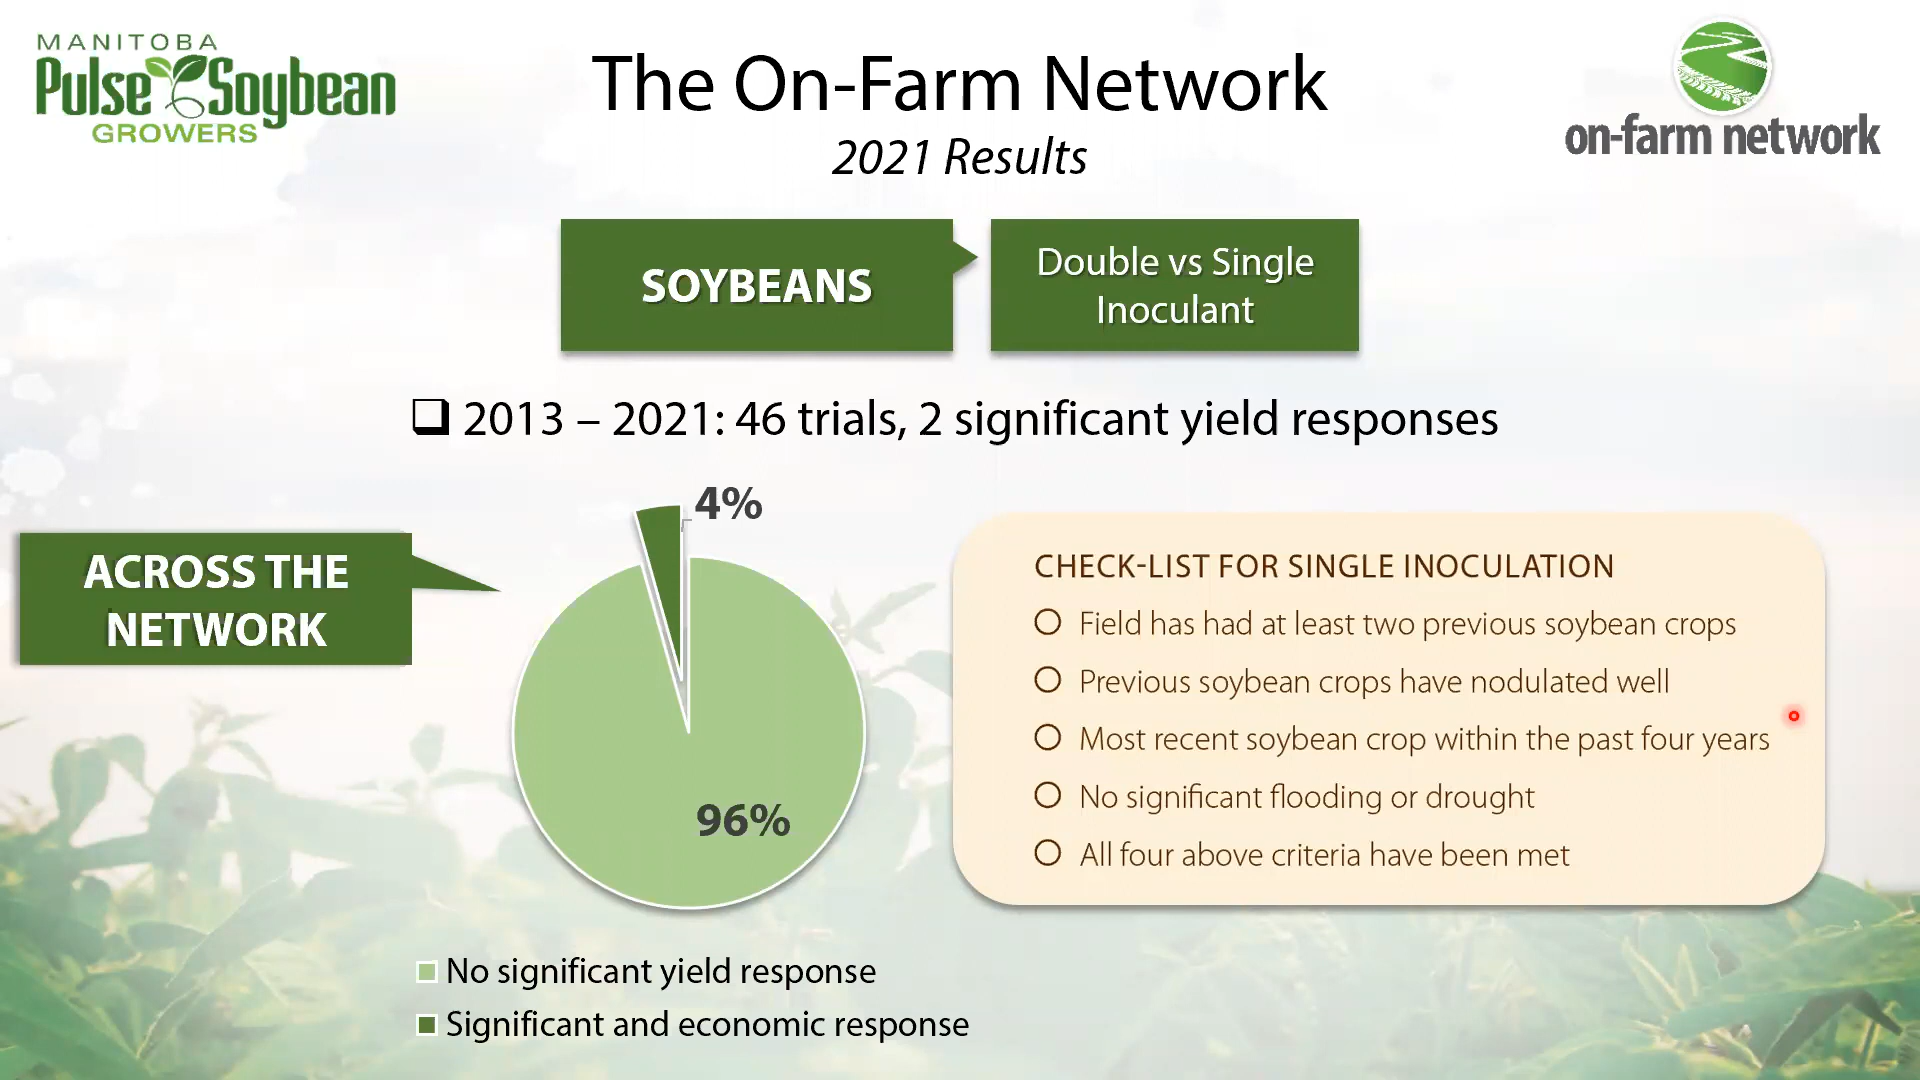 MANITOBA
Pulse Soybean
GROWERS
The On-Farm Network
2021 Results
on-farm network
SOYBEANS
Double vs Single
Inoculant
2013 – 2021: 46 trials, 2 significant yield responses
ACROSS THE
NETWORK
4%
96%
No significant yield response
Significant and economic response
CHECK-LIST FOR SINGLE INOCULATION
Field has had at least two previous soybean crops
Previous soybean crops have nodulated well
Most recent soybean crop within the past four years
No significant flooding or drought
All four above criteria have been met